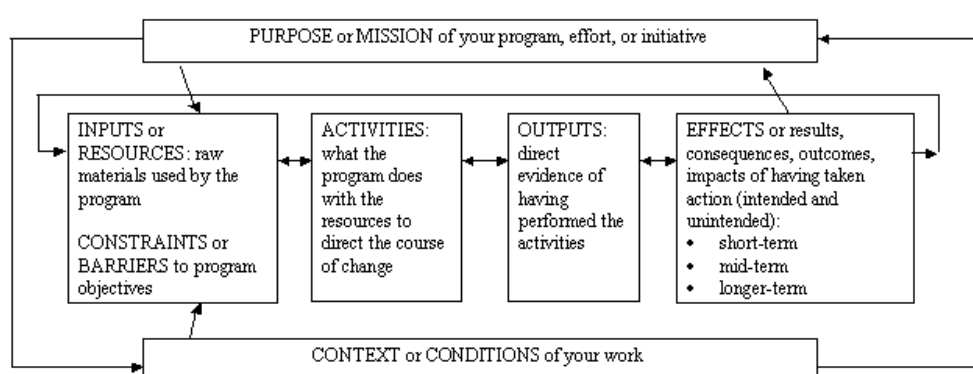 PURPOSE or MISSION of your program, effort, or initiative
INPUTS or
RESOURCES: raw
materials used by the
program
CONSTRAINTS or
BARRIERS to program
objectives
ACTIVITIES:
what the
program does
with the
resources to
direct the course
of change
OUTPUTS:
direct
evidence of
having
performed the
activities
EFFECTS or results,
consequences, outcomes,
impacts of having taken
action (intended and
unintended):
• short-term
• mid-term
• longer-term
CONTEXT or CONDITIONS of your work